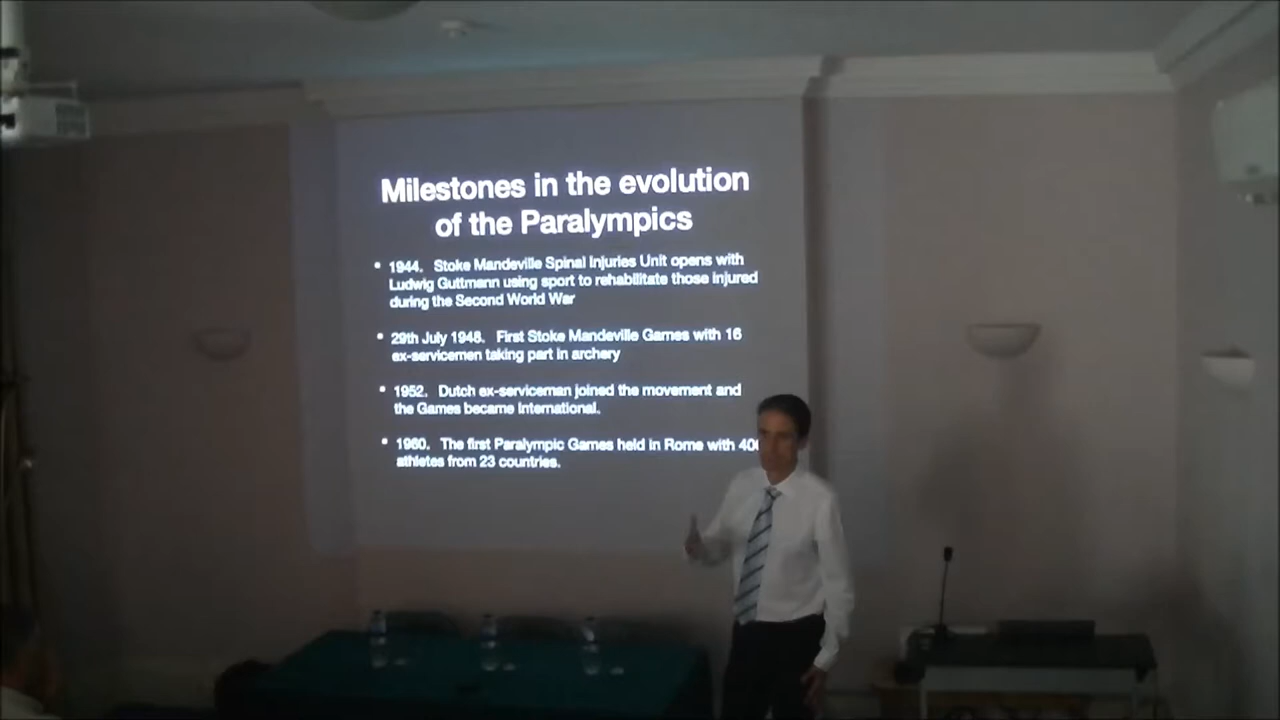 Milestones in the evolution
of the Paralympics
• 1944. Stoke Mandeville Spinal Injuries Unit opens with
Ludwig Guttmann using sport to rehabilitate those injured
during the Second World War
• 29th July 1948. First Stoke Mandeville Games with 16
ex-servicemen taking part in archery
• 1952. Dutch ex-serviceman joined the movement and
the Games became International.
• 1960. The first Paralympic Games held in Rome with 400
athletes from 23 countries.